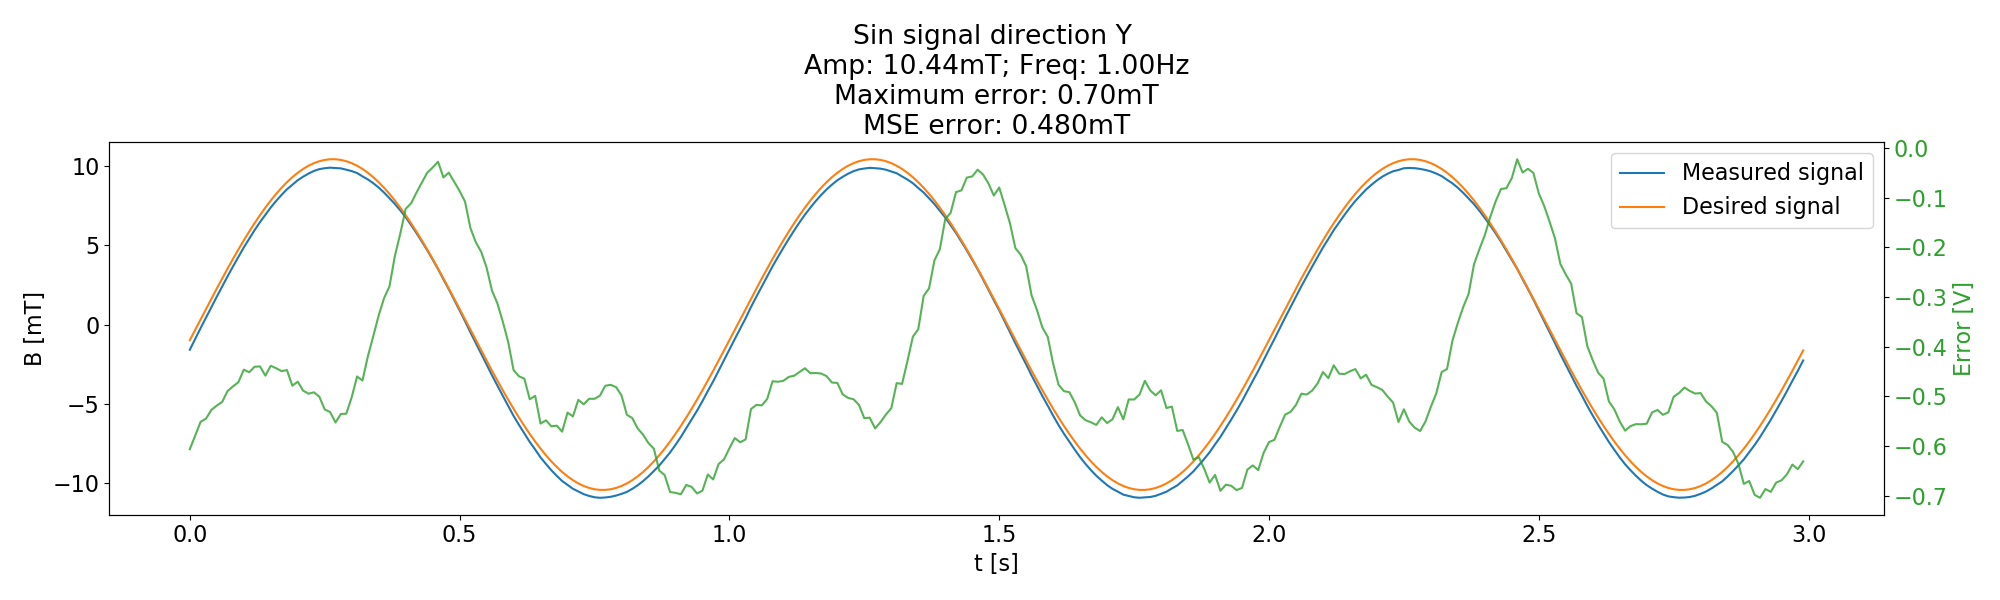 Sin signal direction Y
Amp: 10.44mT; Freq: 1.00Hz
Maximum error: 0.70mT
MSE error: 0.480mT
Measured signal
Desired signal
B [mT]
10
5
0
−5
−10
0.0
−0.1
−0.2
−0.3
−0.4
−0.5
−0.6
−0.7
Error [V]
0.0 0.5 1.0 1.5 2.0 2.5 3.0
t [s]